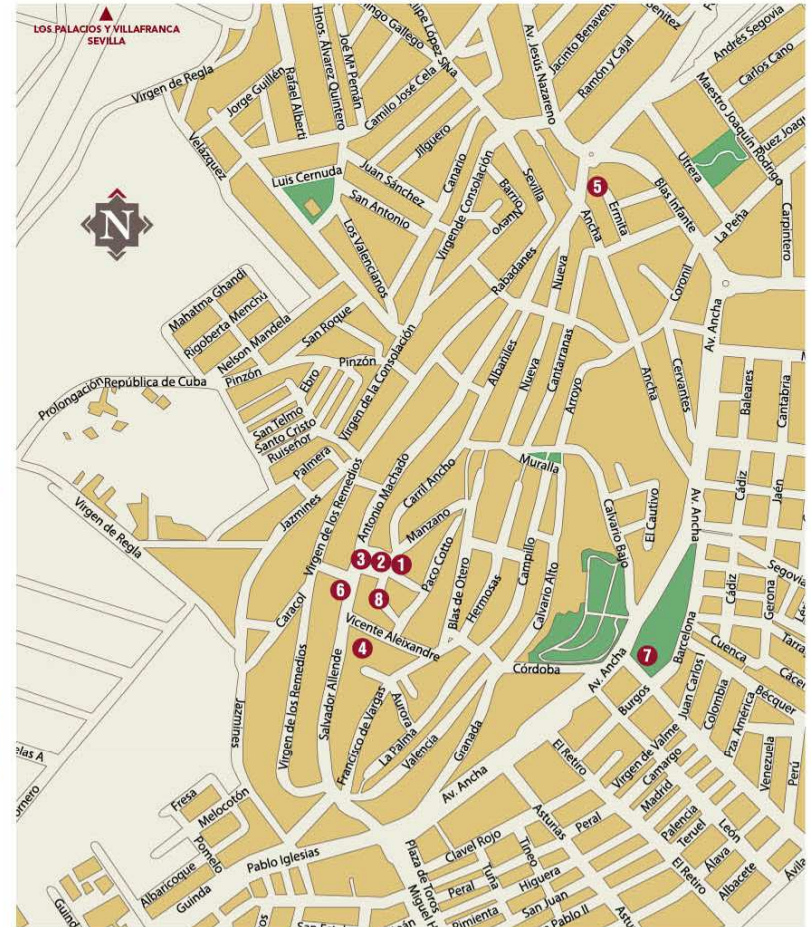 LOS PALACIOS Y VILLAFRANCA
SEVILLA
Virgen de Regla
Velázquez
Jorge Guillén
Rafael Alberti
Hnos. Álvarez Quintero
José Mª Pemán
Camilo José Cela
Jilguero
Canario
Virgende Consolación
Barrio
Nuevo
Sevilla
Av. Jesús Nazareno
Jacinto Benaven
Ramón y Cajal
Andrés Segovia
Carlos Cano
Maestro Joaquín Rodrigo
Utrera
La Peña
Carpintero
Blas Infante
Ermita
Ancha
5
Luis Cernuda
Juan Sánchez
San Antonio
Los Valencianos
N
Rabadanes
Nueva
Coronil
Av. Ancha
Mahatma Ghandi
Rigoberta Menchú
Nelson Mandela
San Roque
Pinzón
Pinzón
Prolongación República de Cuba
Ebro
San Telmo
Santo Cristo
Ruiseñor
Palmera
Virgen de la Consolación
Albañiles
Nueva
Cantarranas
Arroyo
Ancha
Cervantes
Baleares
Cantabria
Muralla
Jazmines
Virgen de los Remedios
Antonio Machado
Carril Ancho
Manzano
Paco Cotto
Blas de Otero
Hermosas
Campillo
Calvario Alto
Calvario Bajo
El Cautivo
Av. Ancha
Cádiz
Jaén
Segovia
Cádiz
Gerona
Virgen de Regla
3
2
1
6
8
Caracol
Vicente Aleixandre
4
7
Córdoba
Av. Ancha
Barcelona
Cuenca
Bécquer
Juan Carlos I
Colombia
Pza. América
Venezuela
Perú
Burgos
Jazmines
Virgen de los Remedios
Salvador Allende
Francisco de Vargas
Aurora
La Palma
Valencia
Granada
Av. Ancha
El Retiro
Virgen de Valme
Camargo
Madrid
Palencia
Teruel
León
Álava
Albacete
El Retiro
Fresa
Melocotón
Pomelo
Albaricoque
Guinda
Pablo Iglesias
Plaza de Toros
Clavel Rojo
Peral
Tuña
Tineo
Higuera
San Juan
Asturias
Peral